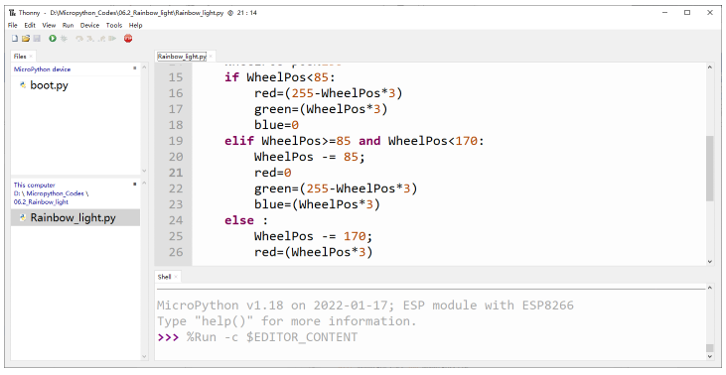 Thonny - D:\Micropython_Codes\06.2_Rainbow_light\Rainbow_light.py @ 21 : 14
File Edit View Run Device Tools Help
Files
MicroPython device
boot.py
This computer
D: \ Micropython_Codes \
06.2_Rainbow_light
Rainbow_light.py
Rainbow_light.py
15 if WheelPos<85:
16 red=(255-WheelPos*3)
17 green=(WheelPos*3)
18 blue=0
19 elif WheelPos>=85 and WheelPos<170:
20 WheelPos -= 85;
21 red=0
22 green=(255-WheelPos*3)
23 blue=(WheelPos*3)
24 else :
25 WheelPos -= 170;
26 red=(WheelPos*3)
Shell
MicroPython v1.18 on 2022-01-17; ESP module with ESP8266
Type "help()" for more information.
>>> %Run -c $EDITOR_CONTENT